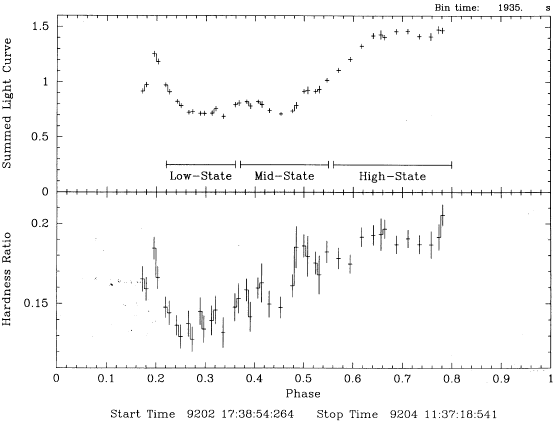 Bin time: 1935. s
1.5
1
0.5
0
Summed Light Curve
Low-State
Mid-State
High-State
0.2
0.15
Hardness Ratio
0 0.1 0.2 0.3 0.4 0.5 0.6 0.7 0.8 0.9 1
Phase
Start Time 9202 17:38:54:264 Stop Time 9204 11:37:18:541